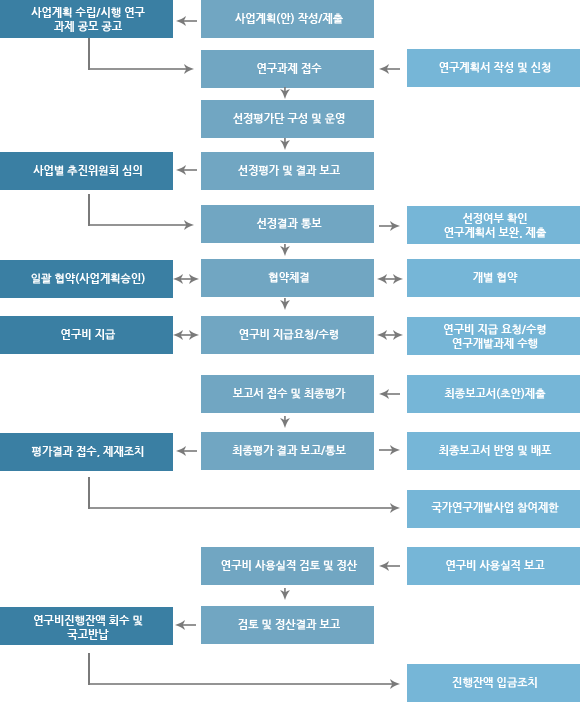 사업계획 수립/시행 연구
과제 공모 공고
사업계획(안) 작성/제출
연구과제 접수
연구계획서 작성 및 신청
선정평가단 구성 및 운영
사업별 추진위원회 심의
선정평가 및 결과 보고
선정결과 통보
선정여부 확인
연구계획서 보완, 제출
일괄 협약(사업계획승인)
협약체결
개별 협약
연구비 지급
연구비 지급요청/수령
연구비 지급 요청/수령
연구개발과제 수행
보고서 접수 및 최종평가
최종보고서(초안)제출
평가결과 접수, 제재조치
최종평가 결과 보고/통보
최종보고서 반영 및 배포
국가연구개발사업 참여제한
연구비 사용실적 검토 및 정산
연구비 사용실적 보고
연구비진행잔액 회수 및
국고반납
검토 및 정산결과 보고
진행잔액 입금조치